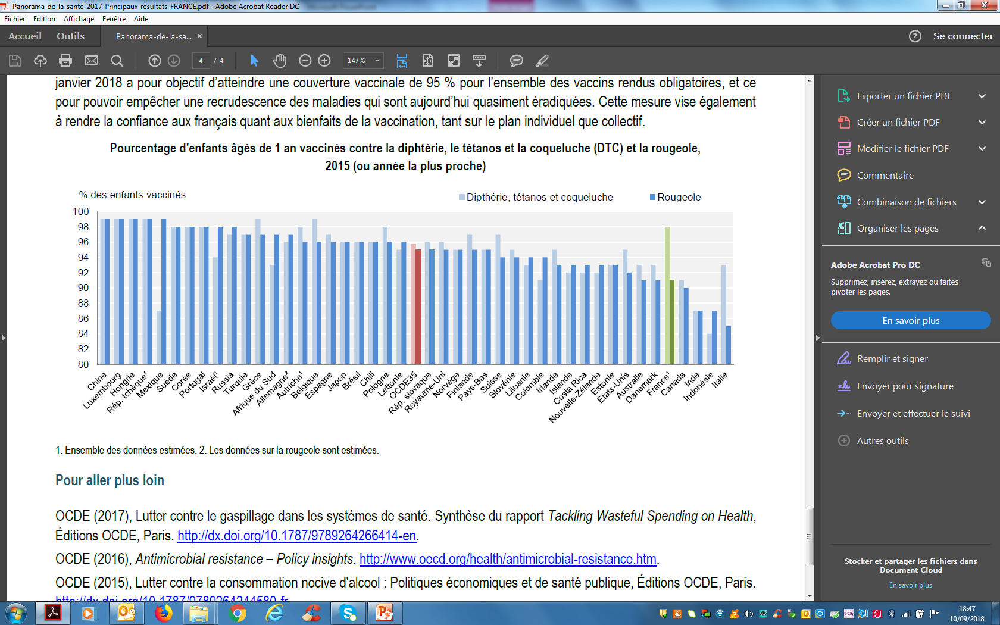 Panorama-de-la-santé-2017-Principaux-résultats-FRANCE.pdf - Adobe Acrobat Reader DC
Fichier Edition Affichage Fenêtre Aide
Accueil Outils Panorama-de-la-sa... × ? Se connecter
4 / 4 147%
janvier 2018 a pour objectif d'atteindre une couverture vaccinale de 95 % pour l'ensemble des vaccins rendus obligatoires, et ce
pour pouvoir empêcher une recrudescence des maladies qui sont aujourd'hui quasiment éradiquées. Cette mesure vise également
à rendre la confiance aux français quant aux bienfaits de la vaccination, tant sur le plan individuel que collectif.
Pourcentage d'enfants âgés de 1 an vaccinés contre la diphtérie, le tétanos et la coqueluche (DTC) et la rougeole,
2015 (ou année la plus proche)
% des enfants vaccinés
Dipthérie, tétanos et coqueluche Rougeole
100
98
96
94
92
90
88
86
84
82
80
Chine
Luxembourg
Hongrie
Rép. tchèque¹
Mexique
Suède
Corée
Portugal
Israël¹
Russia
Turquie
Grèce
Afrique du Sud
Allemagne²
Autriche¹
Belgique
Espagne
Japon
Brésil
Chili
Pologne
Lettonie
OCDE35
Rép. slovaque
Royaume-Uni
Norvège
Finlande
Pays-Bas
Suisse
Slovénie
Lituanie
Colombie
Irlande
Islande
Costa Rica
Nouvelle-Zélande
Estonie
États-Unis
Australie
Danemark
France¹
Canada
Inde
Indonésie
Italie
1. Ensemble des données estimées. 2. Les données sur la rougeole sont estimées.
Pour aller plus loin
OCDE (2017), Lutter contre le gaspillage dans les systèmes de santé. Synthèse du rapport Tackling Wasteful Spending on Health,
Éditions OCDE, Paris. http://dx.doi.org/10.1787/9789264266414-en.
OCDE (2016), Antimicrobial resistance – Policy insights. http://www.oecd.org/health/antimicrobial-resistance.htm.
OCDE (2015), Lutter contre la consommation nocive d'alcool : Politiques économiques et de santé publique, Éditions OCDE, Paris.
http://dx.doi.org/10.1787/9789264244580-fr
Exporter un fichier PDF
Créer un fichier PDF
Modifier le fichier PDF
Commentaire
Combinaison de fichiers
Organiser les pages
Adobe Acrobat Pro DC
Supprimez, insérez, extrayez ou faites
pivoter les pages.
En savoir plus
Remplir et signer
Envoyer pour signature
Envoyer et effectuer le suivi
Autres outils
Stocker et partager les fichiers dans
Document Cloud
En savoir plus
18:47
10/09/2018